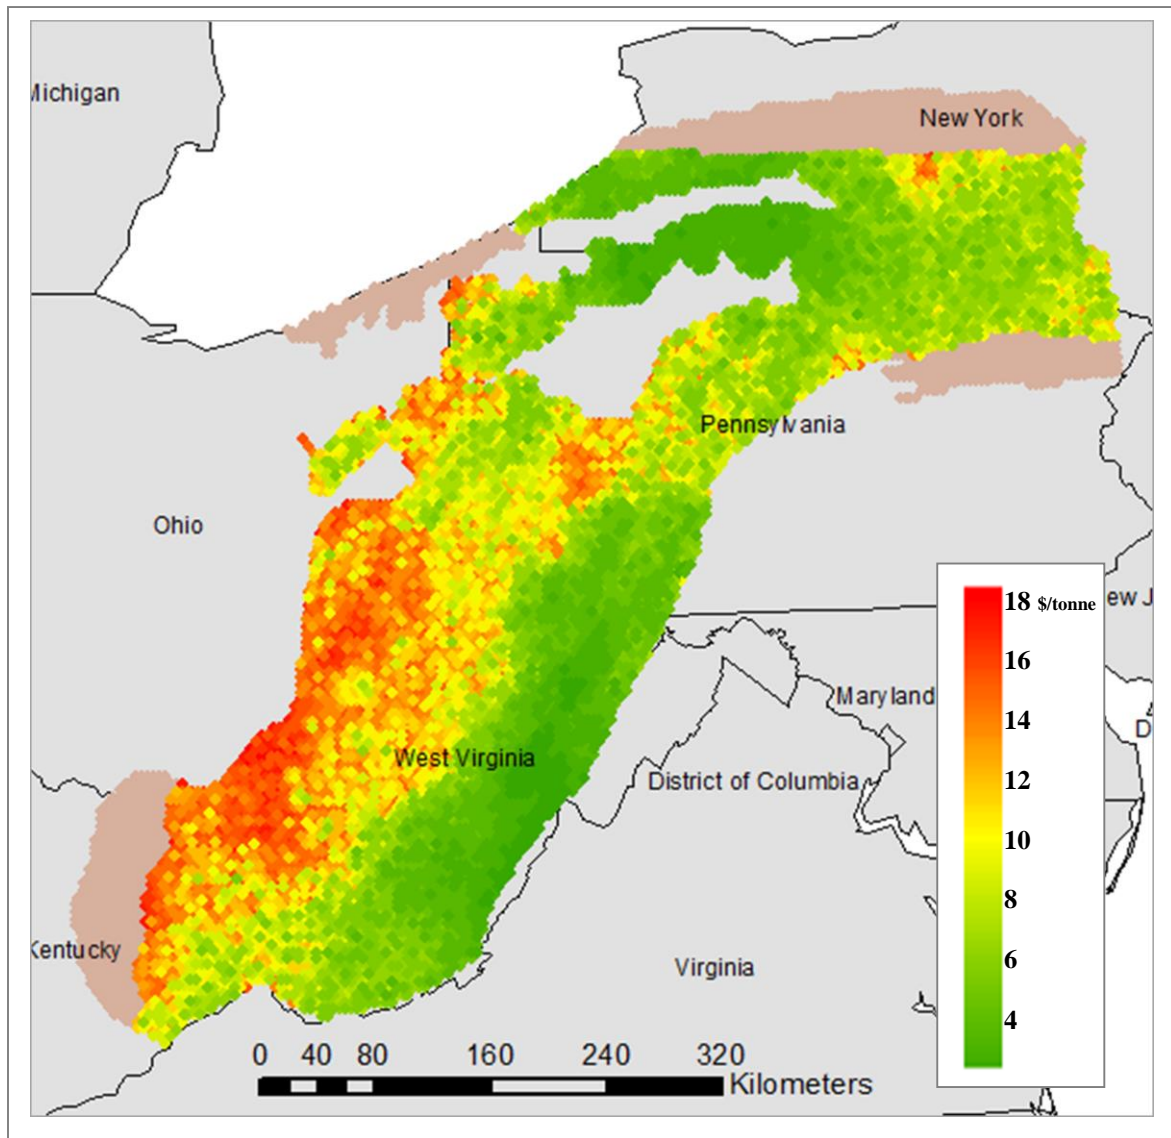 Michigan
New York
Pennsylvania
Ohio
18 $/tonne
ew J
16
Maryland
14
D
West Virginia
12
District of Columbia
10
8
Kentucky
Virginia
6
4
0 40 80 160 240 320
Kilometers